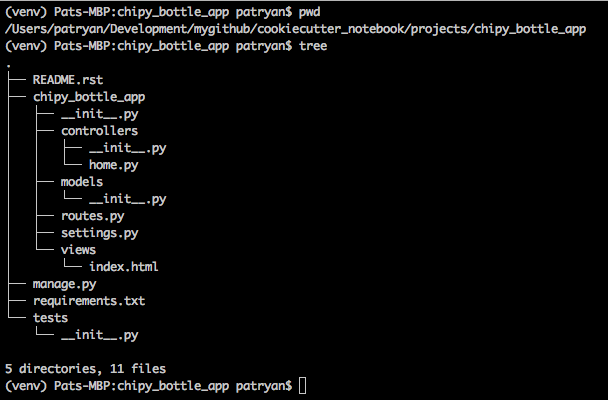 (venv) Pats-MBP:chipy_bottle_app patryan$ pwd
/Users/patryan/Development/mygithub/cookiecutter_notebook/projects/chipy_bottle_app
(venv) Pats-MBP:chipy_bottle_app patryan$ tree
.
├── README.rst
├── chipy_bottle_app
│   ├── __init__.py
│   ├── controllers
│   │   ├── __init__.py
│   │   └── home.py
│   ├── models
│   │   └── __init__.py
│   ├── routes.py
│   ├── settings.py
│   └── views
│       └── index.html
├── manage.py
├── requirements.txt
└── tests
    └── __init__.py

5 directories, 11 files
(venv) Pats-MBP:chipy_bottle_app patryan$